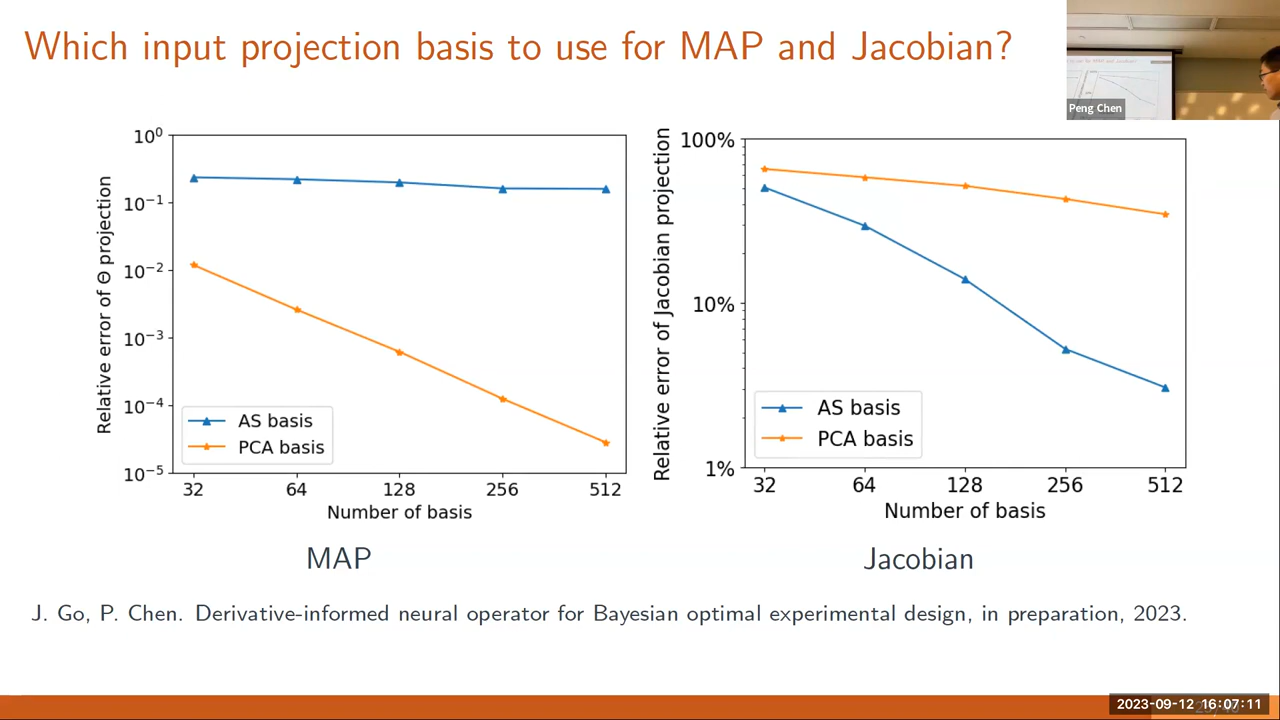 Which input projection basis to use for MAP and Jacobian?
Peng Chen
Relative error of Θ projection
10⁰
10⁻¹
10⁻²
10⁻³
10⁻⁴
10⁻⁵
AS basis
PCA basis
32 64 128 256 512
Number of basis
MAP
Relative error of Jacobian projection
100%
10%
1%
AS basis
PCA basis
32 64 128 256 512
Number of basis
Jacobian
J. Go, P. Chen. Derivative-informed neural operator for Bayesian optimal experimental design, in preparation, 2023.
2023-09-12 16:07:11